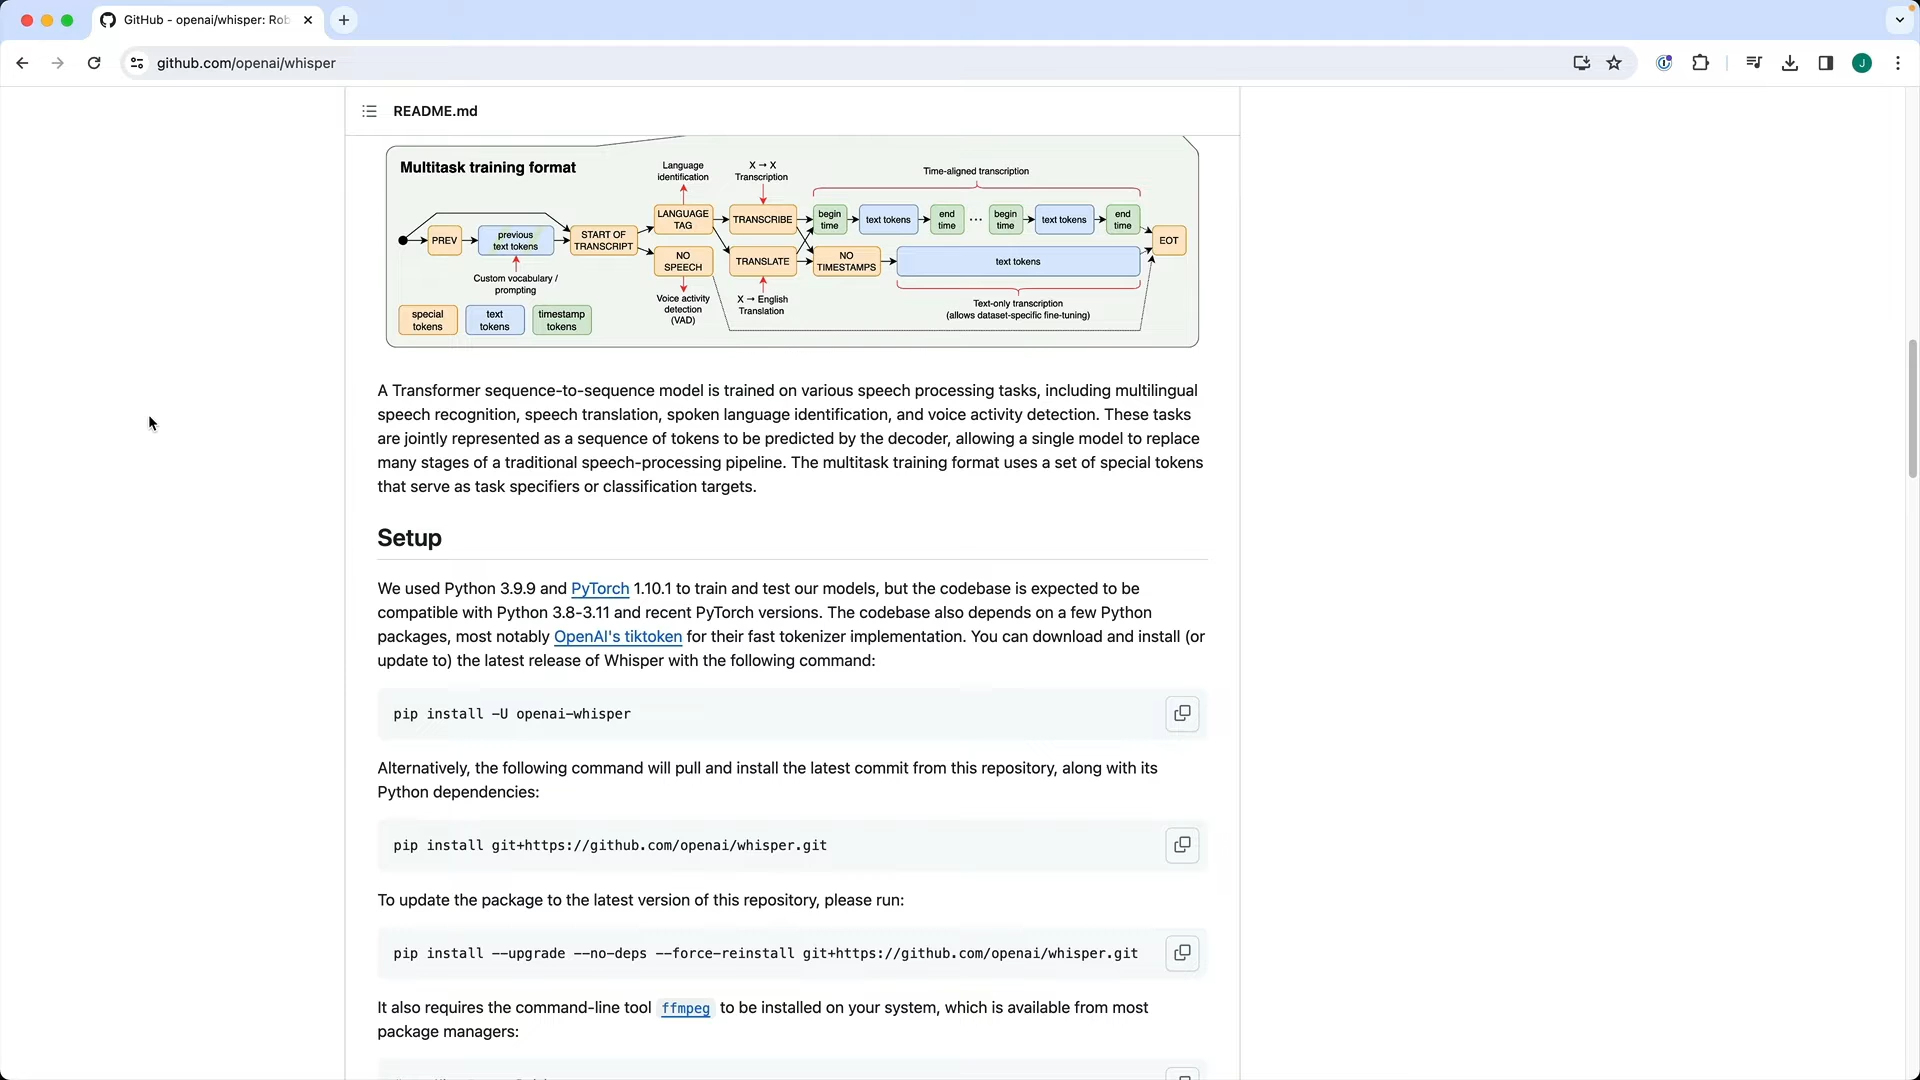 GitHub - openai/whisper: Rob
github.com/openai/whisper
J
README.md
Multitask training format
Language
identification
X → X
Transcription
Time-aligned transcription
PREV
previous
text tokens
START OF
TRANSCRIPT
LANGUAGE
TAG
TRANSCRIBE
begin
time
text tokens
end
time
···
begin
time
text tokens
end
time
EOT
NO
SPEECH
TRANSLATE
NO
TIMESTAMPS
text tokens
Custom vocabulary /
prompting
Voice activity
detection
(VAD)
X → English
Translation
Text-only transcription
(allows dataset-specific fine-tuning)
special
tokens
text
tokens
timestamp
tokens
A Transformer sequence-to-sequence model is trained on various speech processing tasks, including multilingual
speech recognition, speech translation, spoken language identification, and voice activity detection. These tasks
are jointly represented as a sequence of tokens to be predicted by the decoder, allowing a single model to replace
many stages of a traditional speech-processing pipeline. The multitask training format uses a set of special tokens
that serve as task specifiers or classification targets.
Setup
We used Python 3.9.9 and PyTorch 1.10.1 to train and test our models, but the codebase is expected to be
compatible with Python 3.8-3.11 and recent PyTorch versions. The codebase also depends on a few Python
packages, most notably OpenAI's tiktoken for their fast tokenizer implementation. You can download and install (or
update to) the latest release of Whisper with the following command:
pip install -U openai-whisper
Alternatively, the following command will pull and install the latest commit from this repository, along with its
Python dependencies:
pip install git+https://github.com/openai/whisper.git
To update the package to the latest version of this repository, please run:
pip install --upgrade --no-deps --force-reinstall git+https://github.com/openai/whisper.git
It also requires the command-line tool ffmpeg to be installed on your system, which is available from most
package managers: